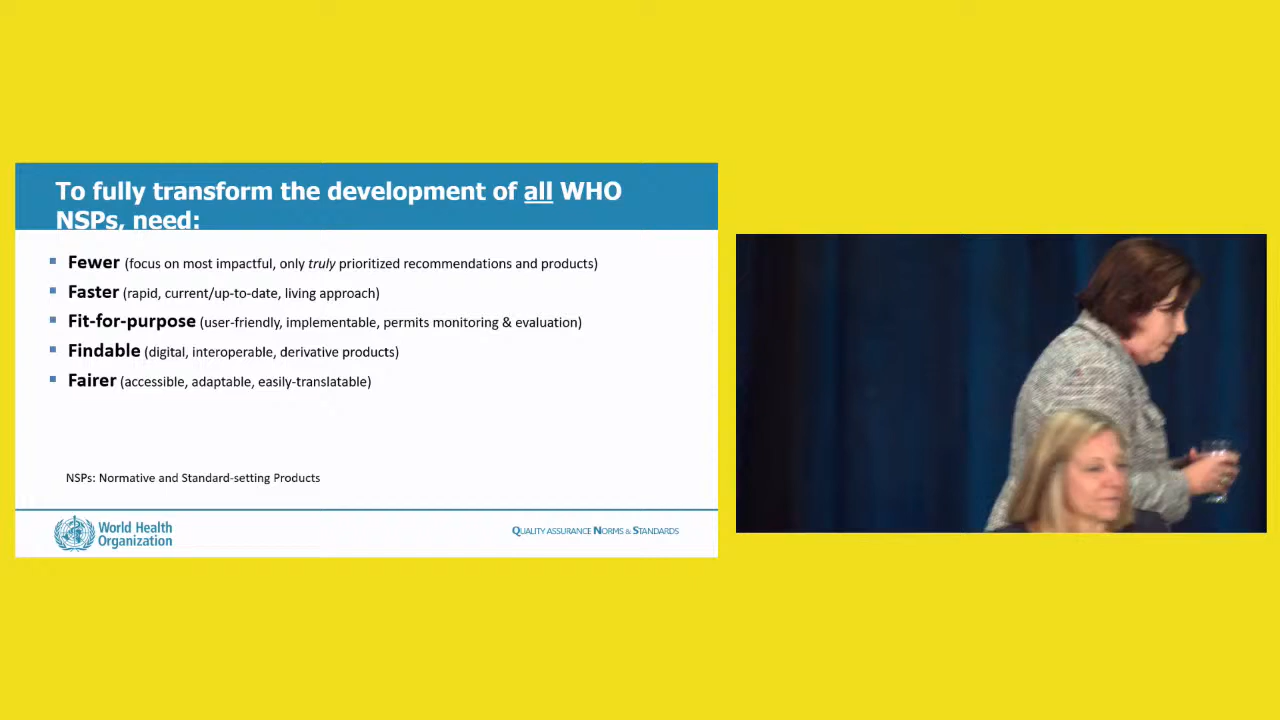 To fully transform the development of all WHO
NSPs, need:
▪ Fewer (focus on most impactful, only truly prioritized recommendations and products)
▪ Faster (rapid, current/up-to-date, living approach)
▪ Fit-for-purpose (user-friendly, implementable, permits monitoring & evaluation)
▪ Findable (digital, interoperable, derivative products)
▪ Fairer (accessible, adaptable, easily-translatable)
NSPs: Normative and Standard-setting Products
World Health
Organization
QUALITY ASSURANCE NORMS & STANDARDS